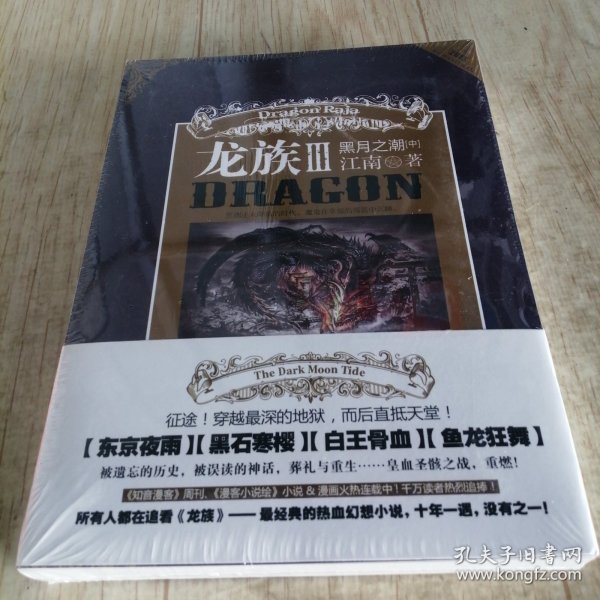 Dragon Raja
龙族III
黑月之潮[中]
江南 著
DRAGON
The Dark Moon Tide
征途！穿越最深的地狱，而后直抵天堂！
【东京夜雨】【黑石寒樱】【白王骨血】【鱼龙狂舞】
被遗忘的历史，被误读的神话，葬礼与重生……皇血圣骸之战，重燃！
《知音漫客》周刊、《漫客小说绘》小说 & 漫画火热连载中！千万读者热烈追捧！
所有人都在追看《龙族》——最经典的热血幻想小说，十年一遇，没有之一！
孔夫子旧书网
www.kongfz.com